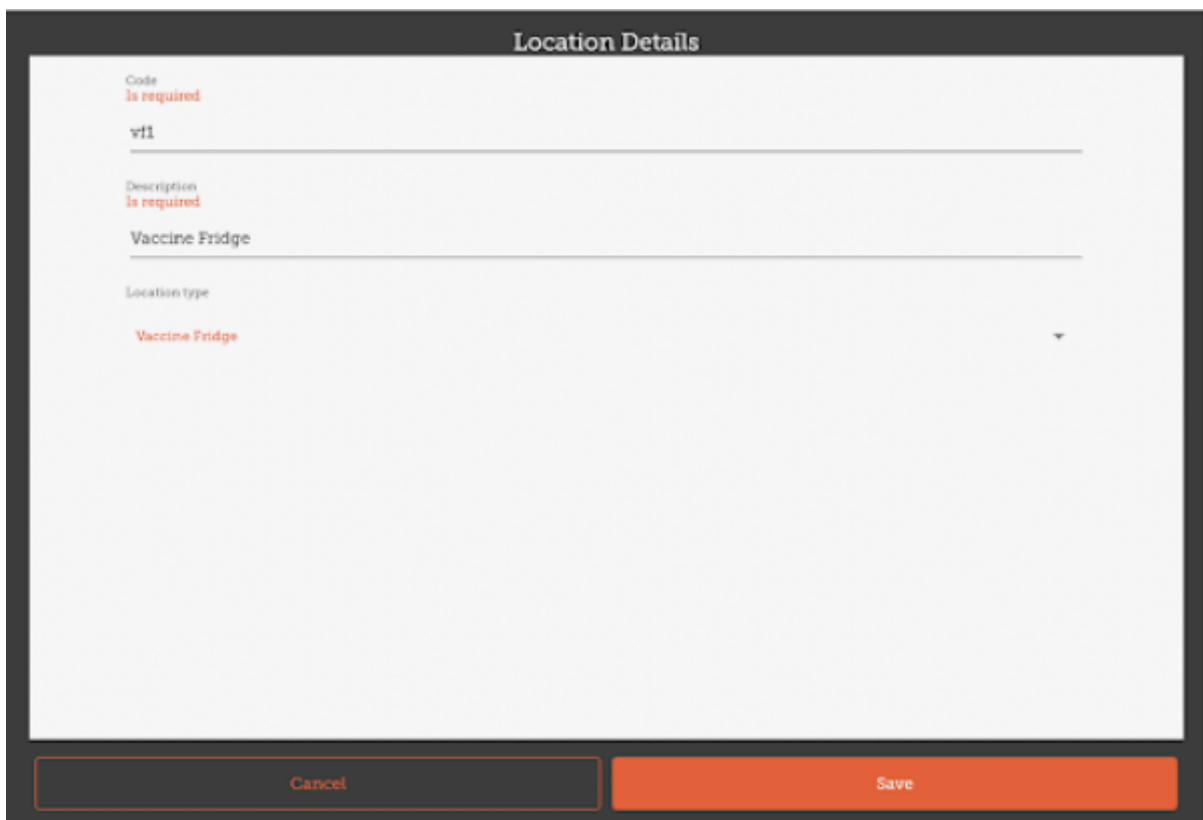 Location Details
Code
Is required
vf1
Description
Is required
Vaccine Fridge
Location type
Vaccine Fridge
Cancel
Save